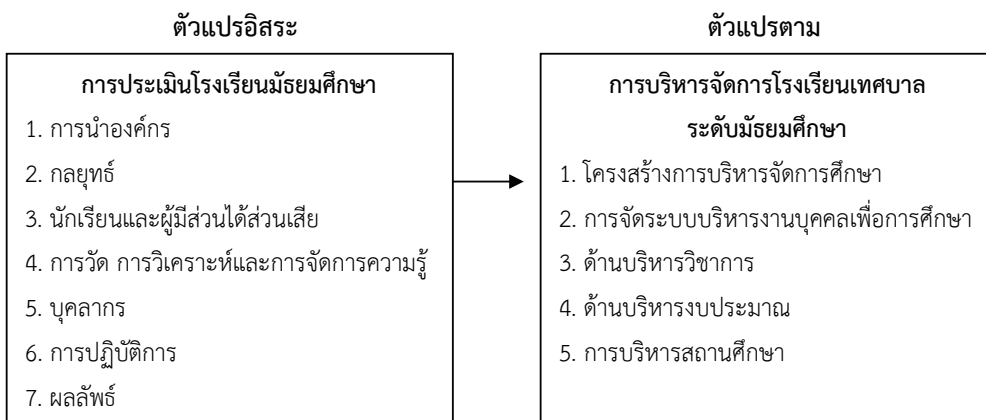 ตัวแปรอิสระ
การประเมินโรงเรียนมัธยมศึกษา
1. การนำองค์กร
2. กลยุทธ์
3. นักเรียนและผู้มีส่วนได้ส่วนเสีย
4. การวัด การวิเคราะห์และการจัดการความรู้
5. บุคลากร
6. การปฏิบัติการ
7. ผลลัพธ์
ตัวแปรตาม
การบริหารจัดการโรงเรียนเทศบาล
ระดับมัธยมศึกษา
1. โครงสร้างการบริหารจัดการศึกษา
2. การจัดระบบบริหารงานบุคคลเพื่อการศึกษา
3. ด้านบริหารวิชาการ
4. ด้านบริหารงบประมาณ
5. การบริหารสถานศึกษา